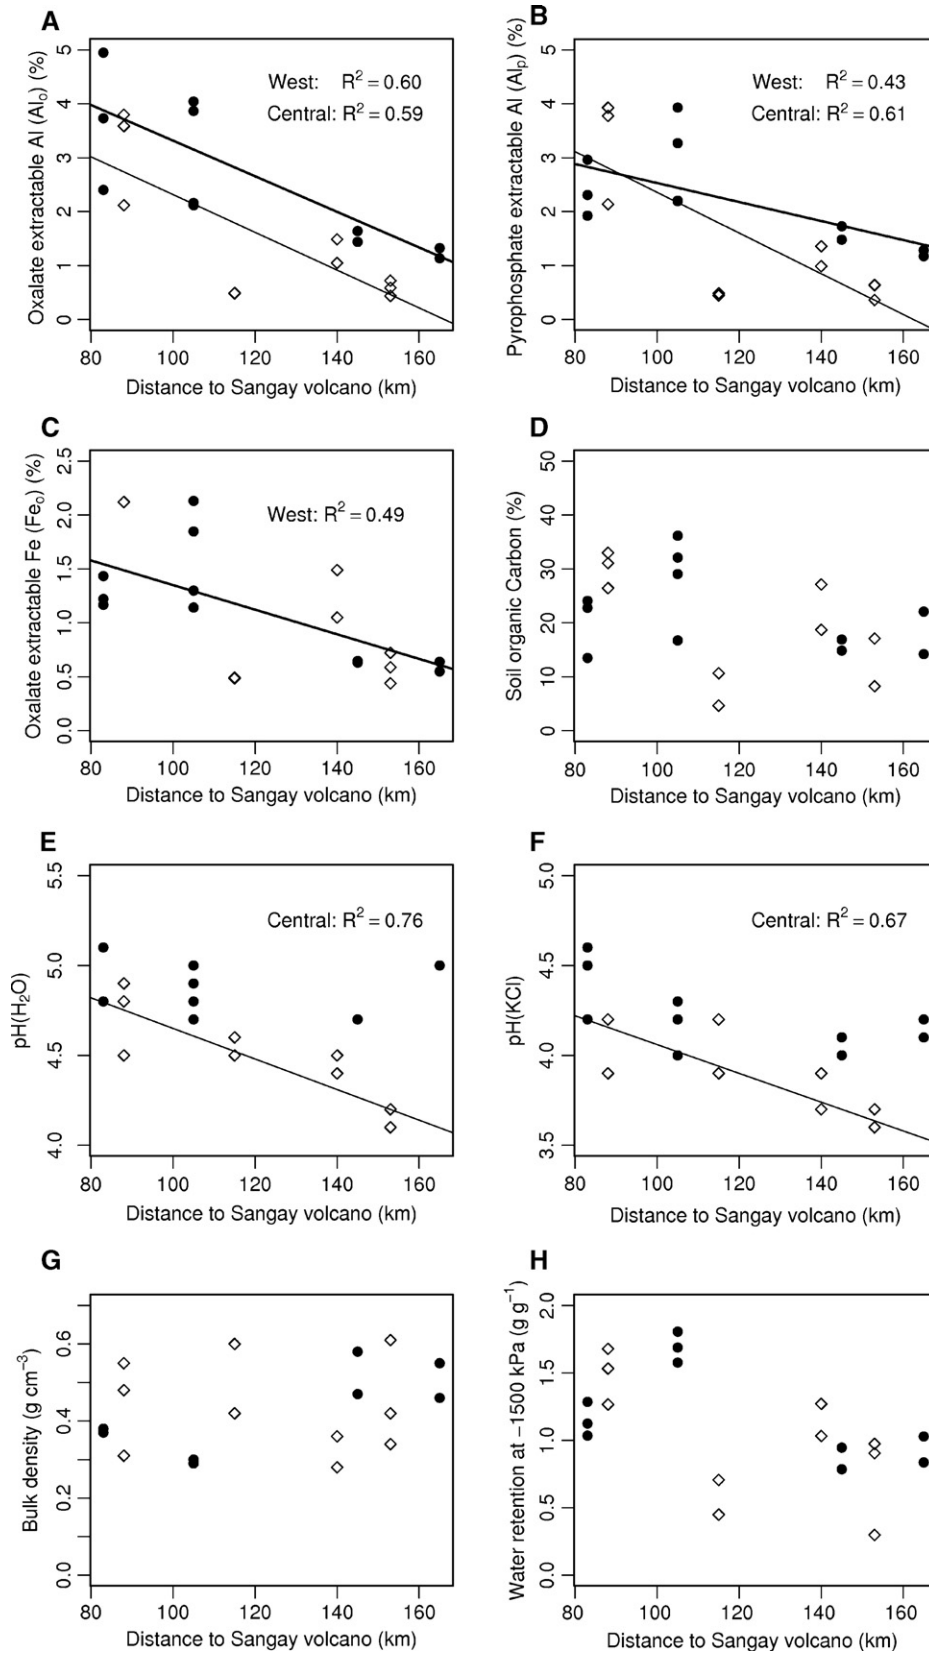 A
Oxalate extractable Al (Alo) (%)
5
4
3
2
1
0
West: R² = 0.60
Central: R² = 0.59
80 100 120 140 160
Distance to Sangay volcano (km)
B
Pyrophosphate extractable Al (Alp) (%)
5
4
3
2
1
0
West: R² = 0.43
Central: R² = 0.61
80 100 120 140 160
Distance to Sangay volcano (km)
C
Oxalate extractable Fe (Feo) (%)
2.5
2.0
1.5
1.0
0.5
0.0
West: R² = 0.49
80 100 120 140 160
Distance to Sangay volcano (km)
D
Soil organic Carbon (%)
50
40
30
20
10
0
80 100 120 140 160
Distance to Sangay volcano (km)
E
pH(H₂O)
5.5
5.0
4.5
4.0
Central: R² = 0.76
80 100 120 140 160
Distance to Sangay volcano (km)
F
pH(KCl)
5.0
4.5
4.0
3.5
Central: R² = 0.67
80 100 120 140 160
Distance to Sangay volcano (km)
G
Bulk density (g cm⁻³)
0.6
0.4
0.2
0.0
80 100 120 140 160
Distance to Sangay volcano (km)
H
Water retention at −1500 kPa (g g⁻¹)
2.0
1.5
1.0
0.5
0.0
80 100 120 140 160
Distance to Sangay volcano (km)